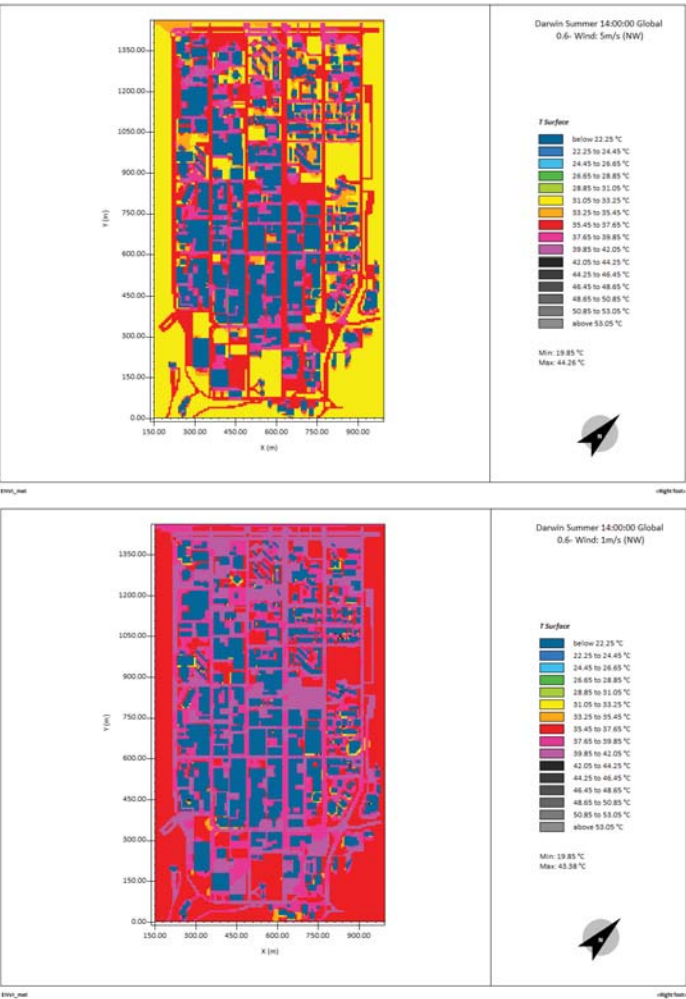 Darwin Summer 14:00:00 Global
0.6- Wind: 5m/s (NW)
1350.00
1200.00
1050.00
900.00
750.00
600.00
450.00
300.00
150.00
0.00
Y (m)
150.00 300.00 450.00 600.00 750.00 900.00
X (m)
T Surface
below 22.25 °C
22.25 to 24.45 °C
24.45 to 26.65 °C
26.65 to 28.85 °C
28.85 to 31.05 °C
31.05 to 33.25 °C
33.25 to 35.45 °C
35.45 to 37.65 °C
37.65 to 39.85 °C
39.85 to 42.05 °C
42.05 to 44.25 °C
44.25 to 46.45 °C
46.45 to 48.65 °C
48.65 to 50.85 °C
50.85 to 53.05 °C
above 53.05 °C
Min: 19.85 °C
Max: 44.26 °C
N
ENVI_met
<Right foot>
Darwin Summer 14:00:00 Global
0.6- Wind: 1m/s (NW)
1350.00
1200.00
1050.00
900.00
750.00
600.00
450.00
300.00
150.00
0.00
Y (m)
150.00 300.00 450.00 600.00 750.00 900.00
X (m)
T Surface
below 22.25 °C
22.25 to 24.45 °C
24.45 to 26.65 °C
26.65 to 28.85 °C
28.85 to 31.05 °C
31.05 to 33.25 °C
33.25 to 35.45 °C
35.45 to 37.65 °C
37.65 to 39.85 °C
39.85 to 42.05 °C
42.05 to 44.25 °C
44.25 to 46.45 °C
46.45 to 48.65 °C
48.65 to 50.85 °C
50.85 to 53.05 °C
above 53.05 °C
Min: 19.85 °C
Max: 43.58 °C
N
ENVI_met
<Right foot>